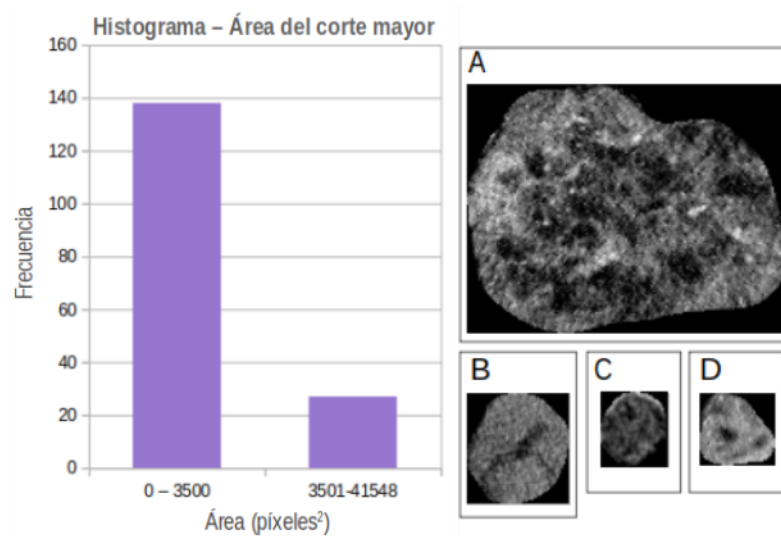 Histograma – Área del corte mayor
160
140
120
100
80
60
40
20
0
Frecuencia
0 – 3500
3501-41548
Área (píxeles²)
A
B
C
D